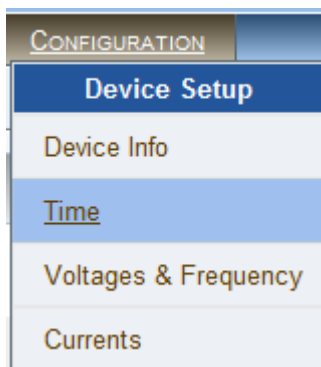 CONFIGURATION
Device Setup
Device Info
Time
Voltages & Frequency
Currents